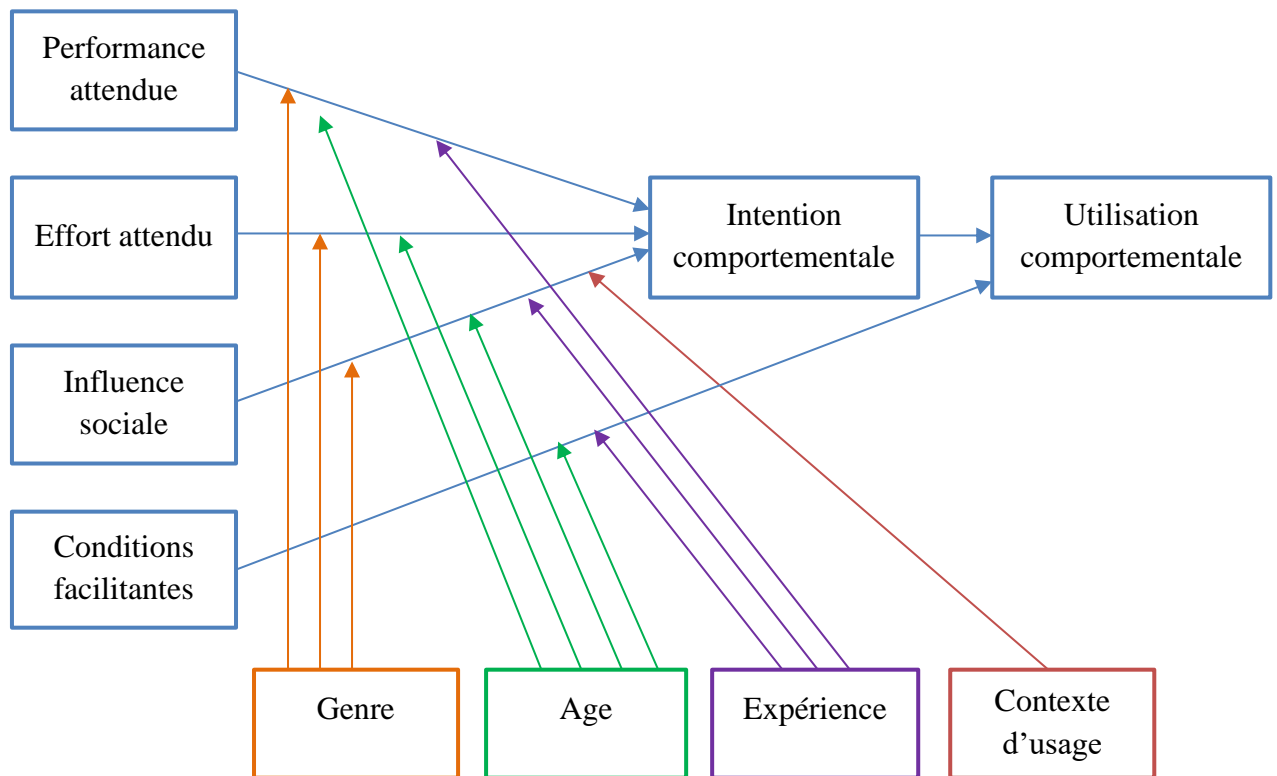 Performance
attendue
Effort attendu
Intention
comportementale
Utilisation
comportementale
Influence
sociale
Conditions
facilitantes
Genre
Age
Expérience
Contexte
d’usage